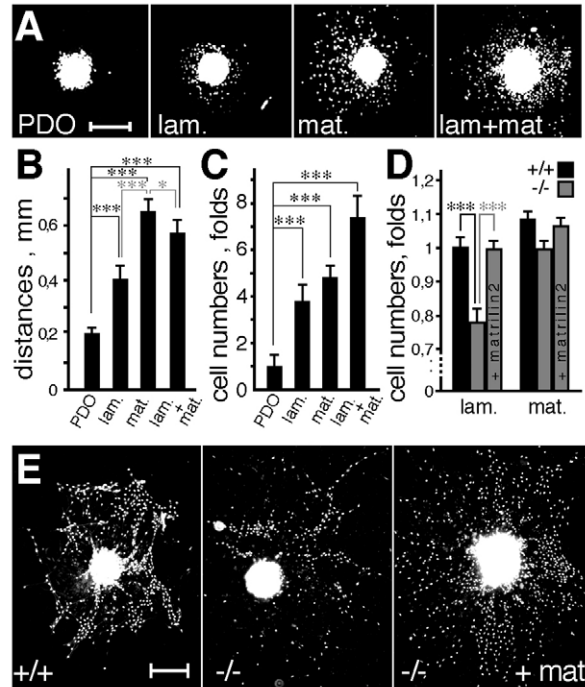 A
PDO
lam.
mat.
lam+mat
B
distances , mm
0,6
0,4
0,2
0
***
***
***
***
*
PDO
lam.
mat.
lam. + mat.
C
cell numbers , folds
8
6
4
2
0
***
***
***
PDO
lam.
mat.
lam. + mat.
D
+/+
-/-
cell numbers, folds
1,2
1,1
1
0,9
0,8
0,7
0
***
***
+ matrilin2
+ matrilin2
lam.
mat.
E
+/+
-/-
-/- + mat